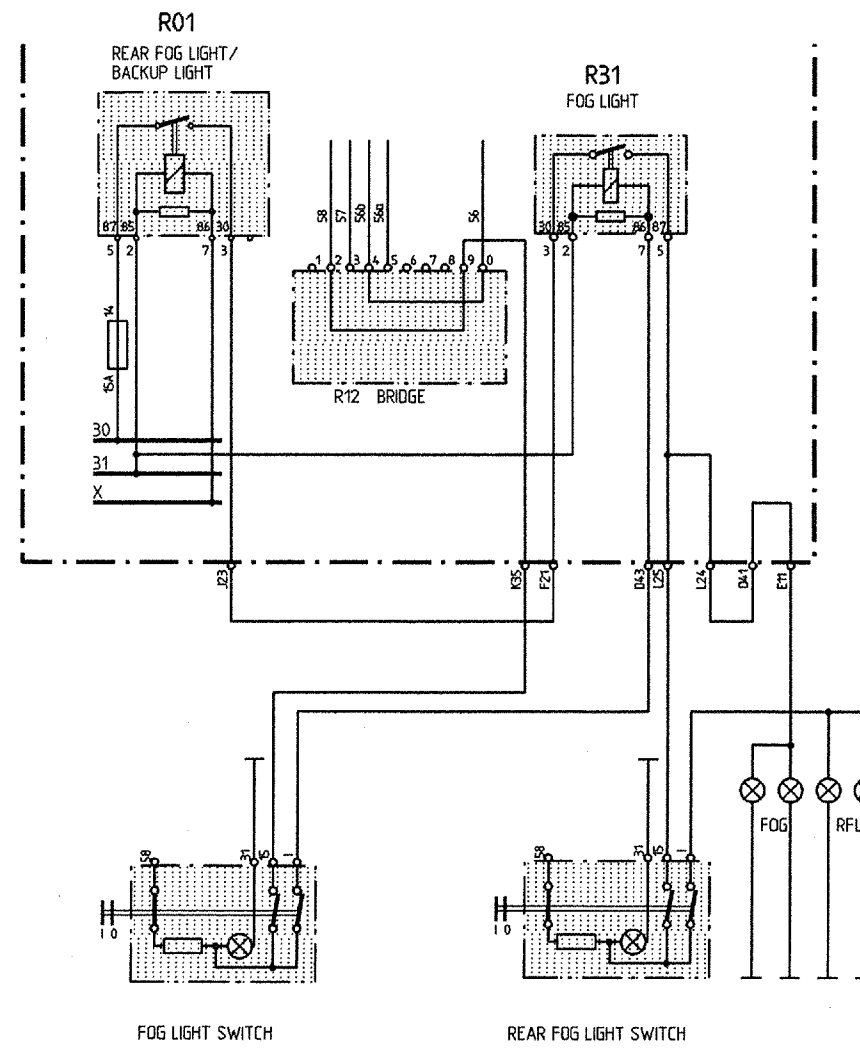 R01
REAR FOG LIGHT/
BACKUP LIGHT
R31
FOG LIGHT
87 85 86 30
5 2 7 3
30 85 86 87
3 2 7 5
58 57 56b 56a 56
1 2 3 4 5 6 7 8 9 0
R12 BRIDGE
14
15A
30
31
X
J23 K35 F21 D43 L25 L24 D41 E11
58 31 15 I
58 31 15 I
FOG RFL
I 0
I 0
FOG LIGHT SWITCH
REAR FOG LIGHT SWITCH